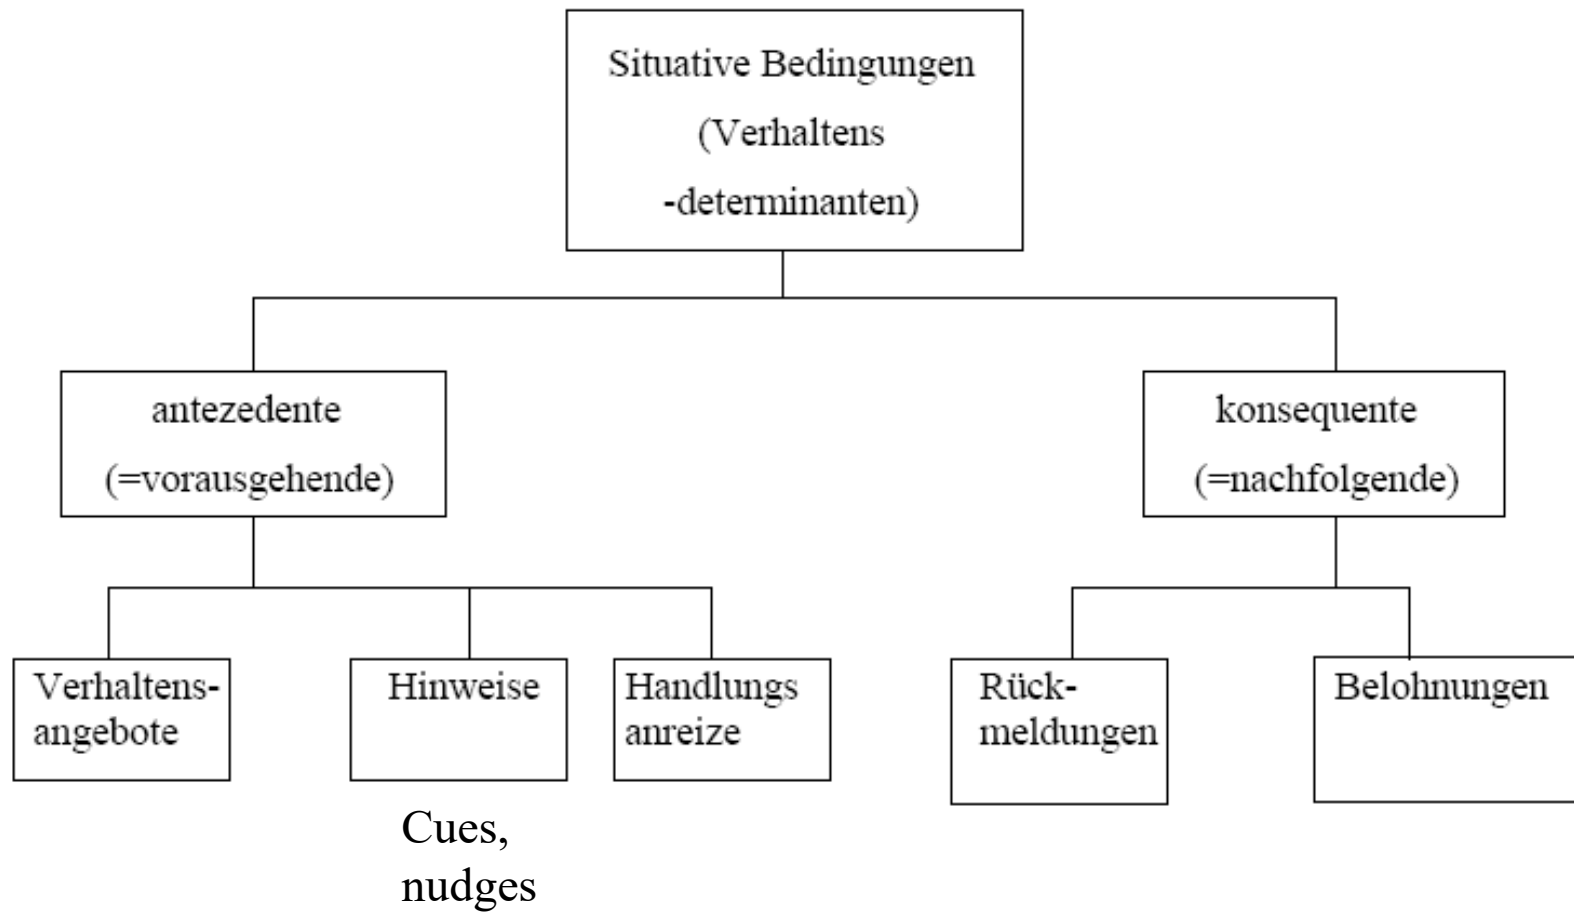 Situative Bedingungen
(Verhaltens
-determinanten)
antezedente
(=vorausgehende)
konsequente
(=nachfolgende)
Verhaltens-
angebote
Hinweise
Handlungs
anreize
Rück-
meldungen
Belohnungen
Cues,
nudges